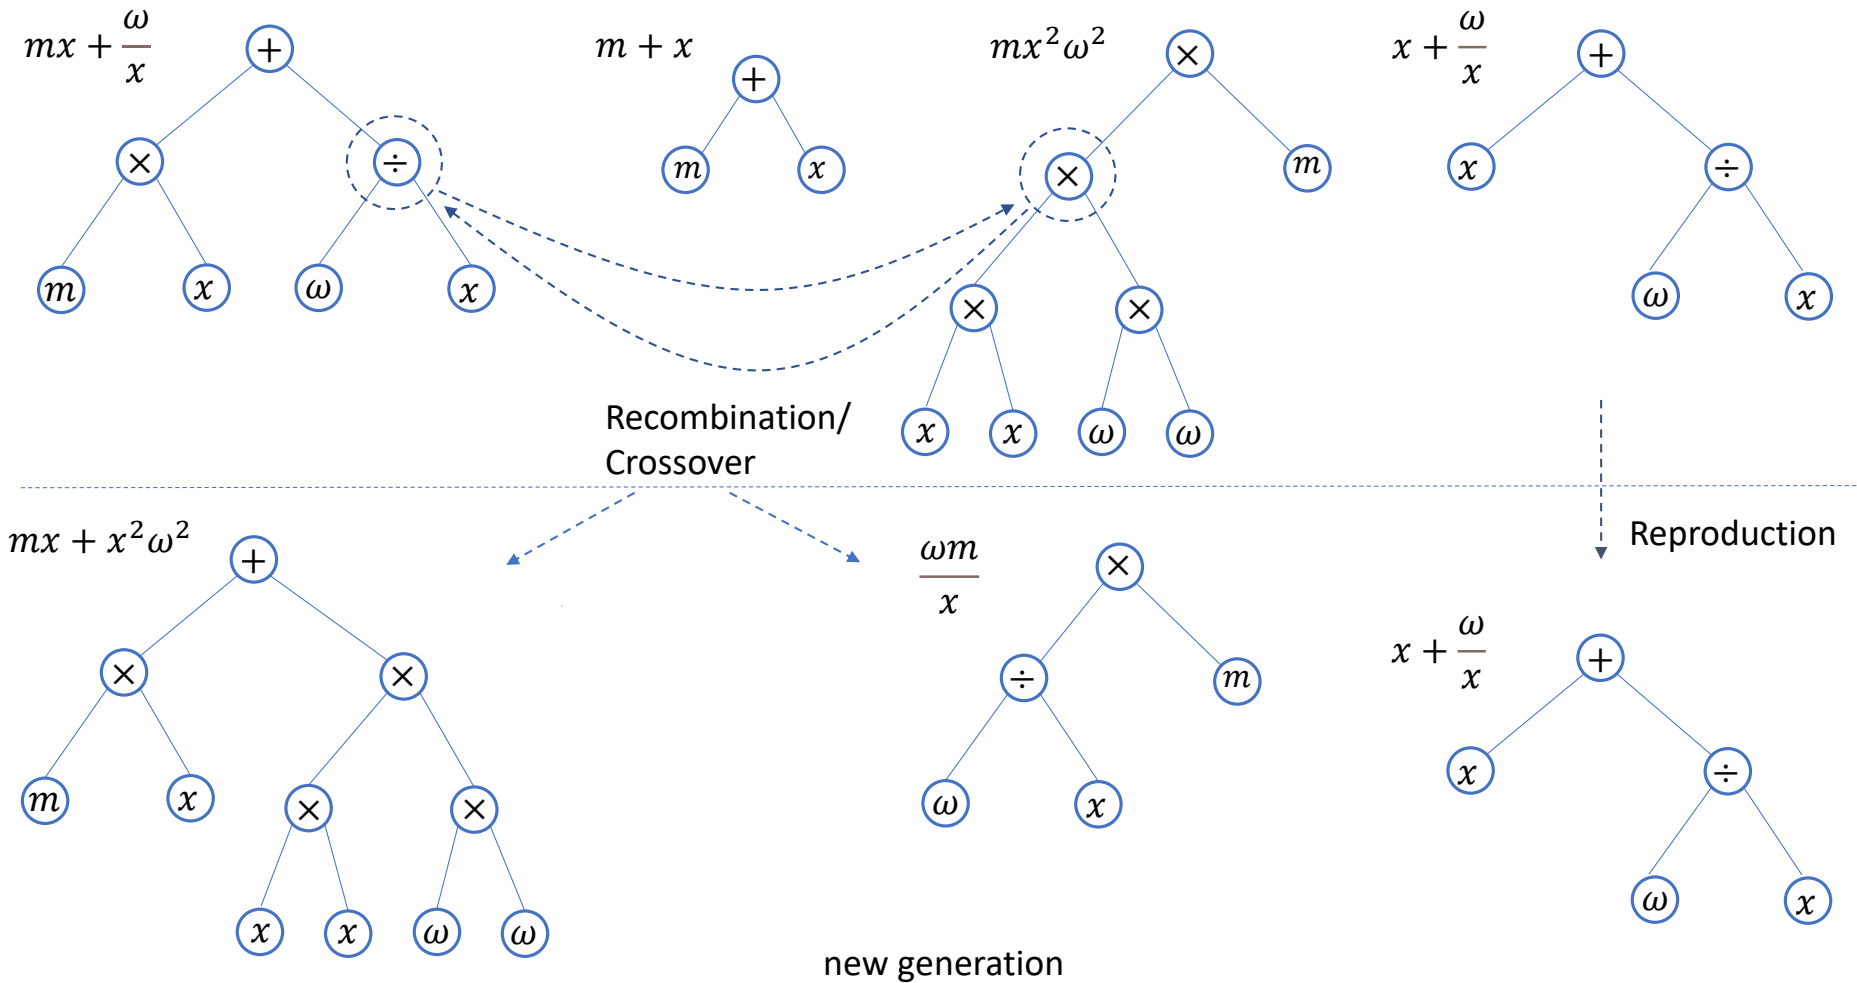 mx + ω/x
m + x
mx²ω²
x + ω/x
+
+
×
+
×
÷
m
x
×
m
x
÷
m
x
ω
x
×
×
ω
x
x
x
ω
ω
Recombination/
Crossover
mx + x²ω²
+
ωm/x
×
Reproduction
x + ω/x
+
×
×
÷
m
x
÷
m
x
×
×
ω
x
ω
x
x
x
ω
ω
new generation